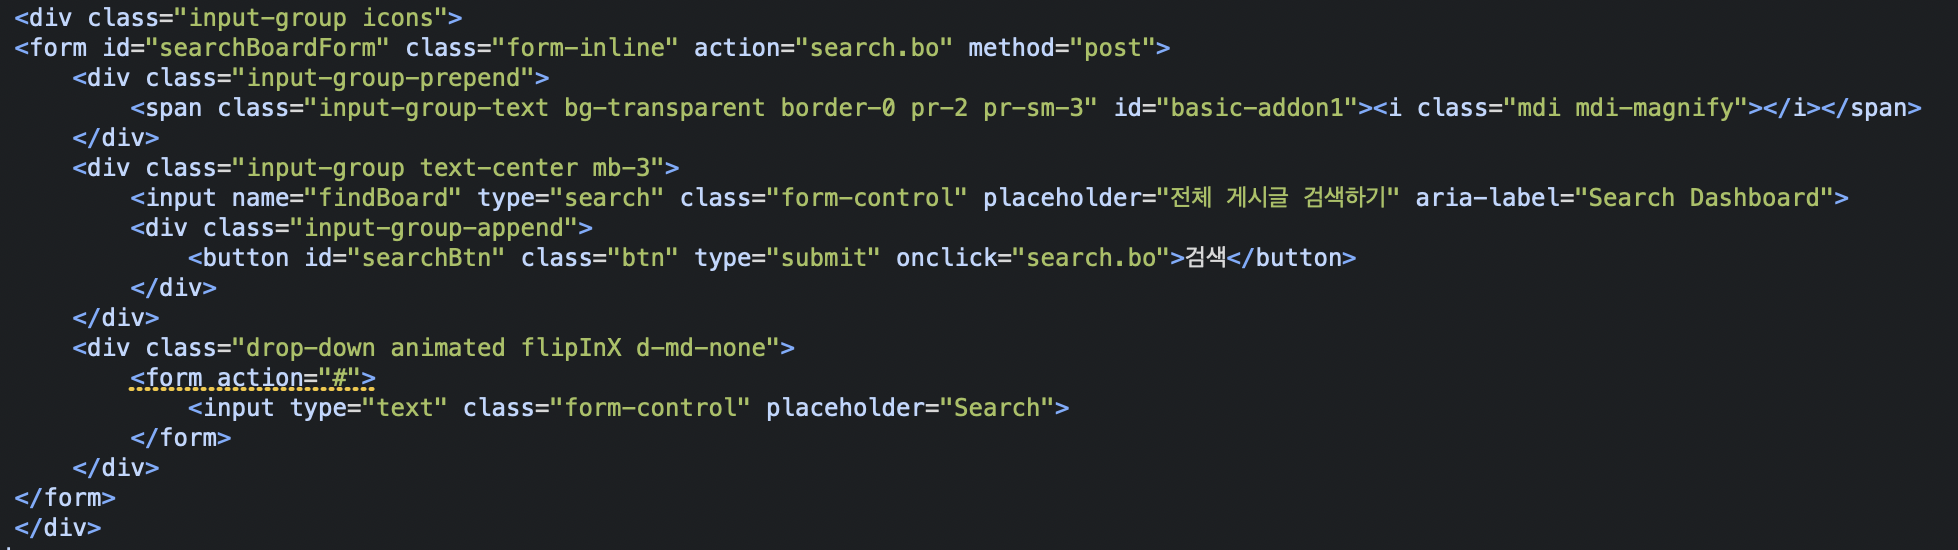 <div class="input-group icons">
<form id="searchBoardForm" class="form-inline" action="search.bo" method="post">
    <div class="input-group-prepend">
        <span class="input-group-text bg-transparent border-0 pr-2 pr-sm-3" id="basic-addon1"><i class="mdi mdi-magnify"></i></span>
    </div>
    <div class="input-group text-center mb-3">
        <input name="findBoard" type="search" class="form-control" placeholder="전체 게시글 검색하기" aria-label="Search Dashboard">
        <div class="input-group-append">
            <button id="searchBtn" class="btn" type="submit" onclick="search.bo">검색</button>
        </div>
    </div>
    <div class="drop-down animated flipInX d-md-none">
        <form action="#">
            <input type="text" class="form-control" placeholder="Search">
        </form>
    </div>
</form>
</div>